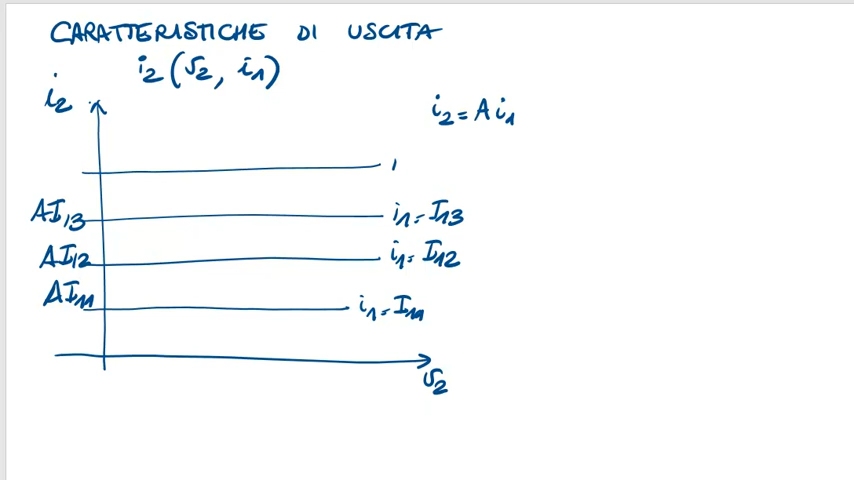 CARATTERISTICHE DI USCITA
i2 (v2, i1)
i2
i2 = A i1
AI13
i1 = I13
AI12
i1 = I12
AI11
i1 = I11
v2